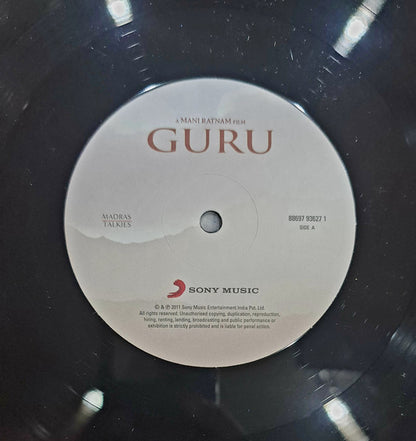 A MANI RATNAM FILM
GURU
MADRAS
TALKIES
88697 93627 1
SIDE A
SONY MUSIC
© & ℗ 2011 Sony Music Entertainment India Pvt. Ltd.
All rights reserved. Unauthorised copying, duplication, reproduction,
hiring, renting, lending, broadcasting and public performance or
exhibition is strictly prohibited and is liable for penal action.